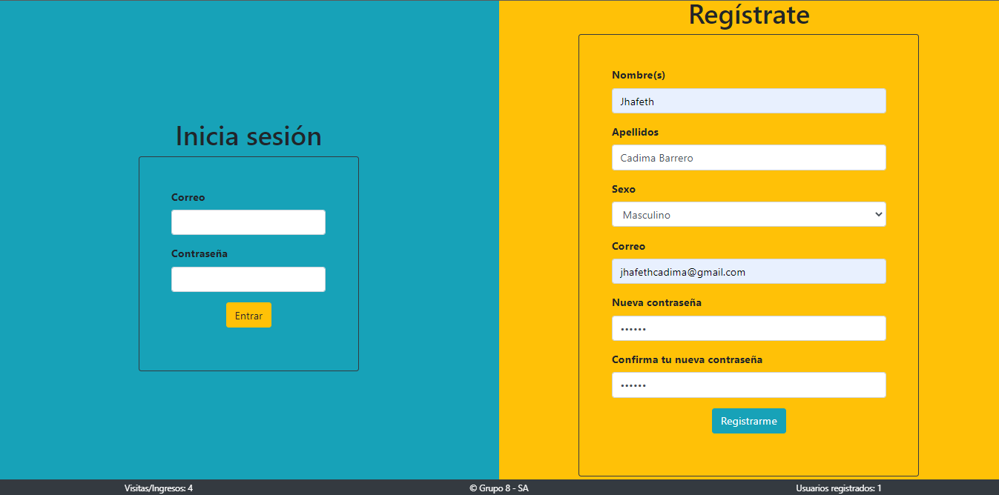 Inicia sesión
Correo
Contraseña
Entrar
Regístrate
Nombre(s)
Jhafeth
Apellidos
Cadima Barrero
Sexo
Masculino
Correo
jhafethcadima@gmail.com
Nueva contraseña
••••••
Confirma tu nueva contraseña
••••••
Registrarme
Visitas/Ingresos: 4
© Grupo 8 - SA
Usuarios registrados: 1